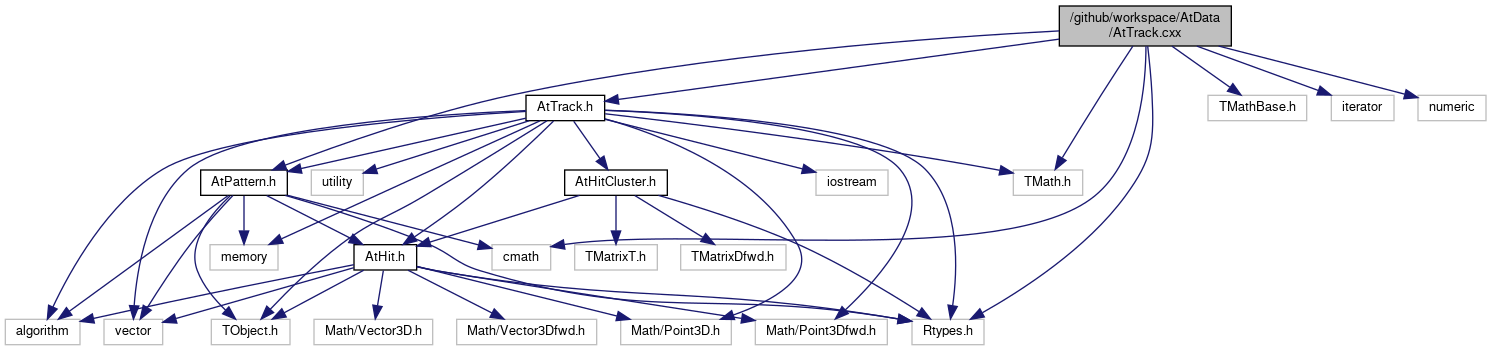 /github/workspace/AtData
/AtTrack.cxx
AtTrack.h
TMathBase.h
iterator
numeric
AtPattern.h
utility
AtHitCluster.h
iostream
TMath.h
memory
AtHit.h
cmath
TMatrixT.h
TMatrixDfwd.h
algorithm
vector
TObject.h
Math/Vector3D.h
Math/Vector3Dfwd.h
Math/Point3D.h
Math/Point3Dfwd.h
Rtypes.h